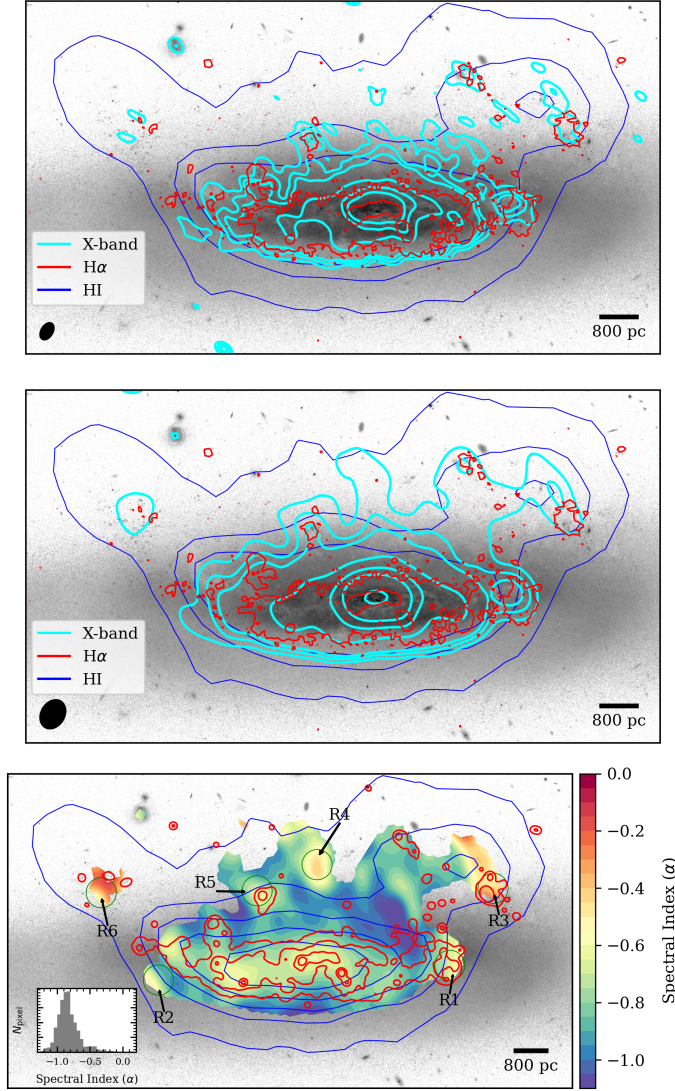 X-band
Hα
HI
800 pc
X-band
Hα
HI
800 pc
R4
R5
R6
R3
R2
R1
N_pixel
−1.0 −0.5 0.0
Spectral Index (α)
800 pc
0.0
−0.2
−0.4
−0.6
−0.8
−1.0
Spectral Index (α)